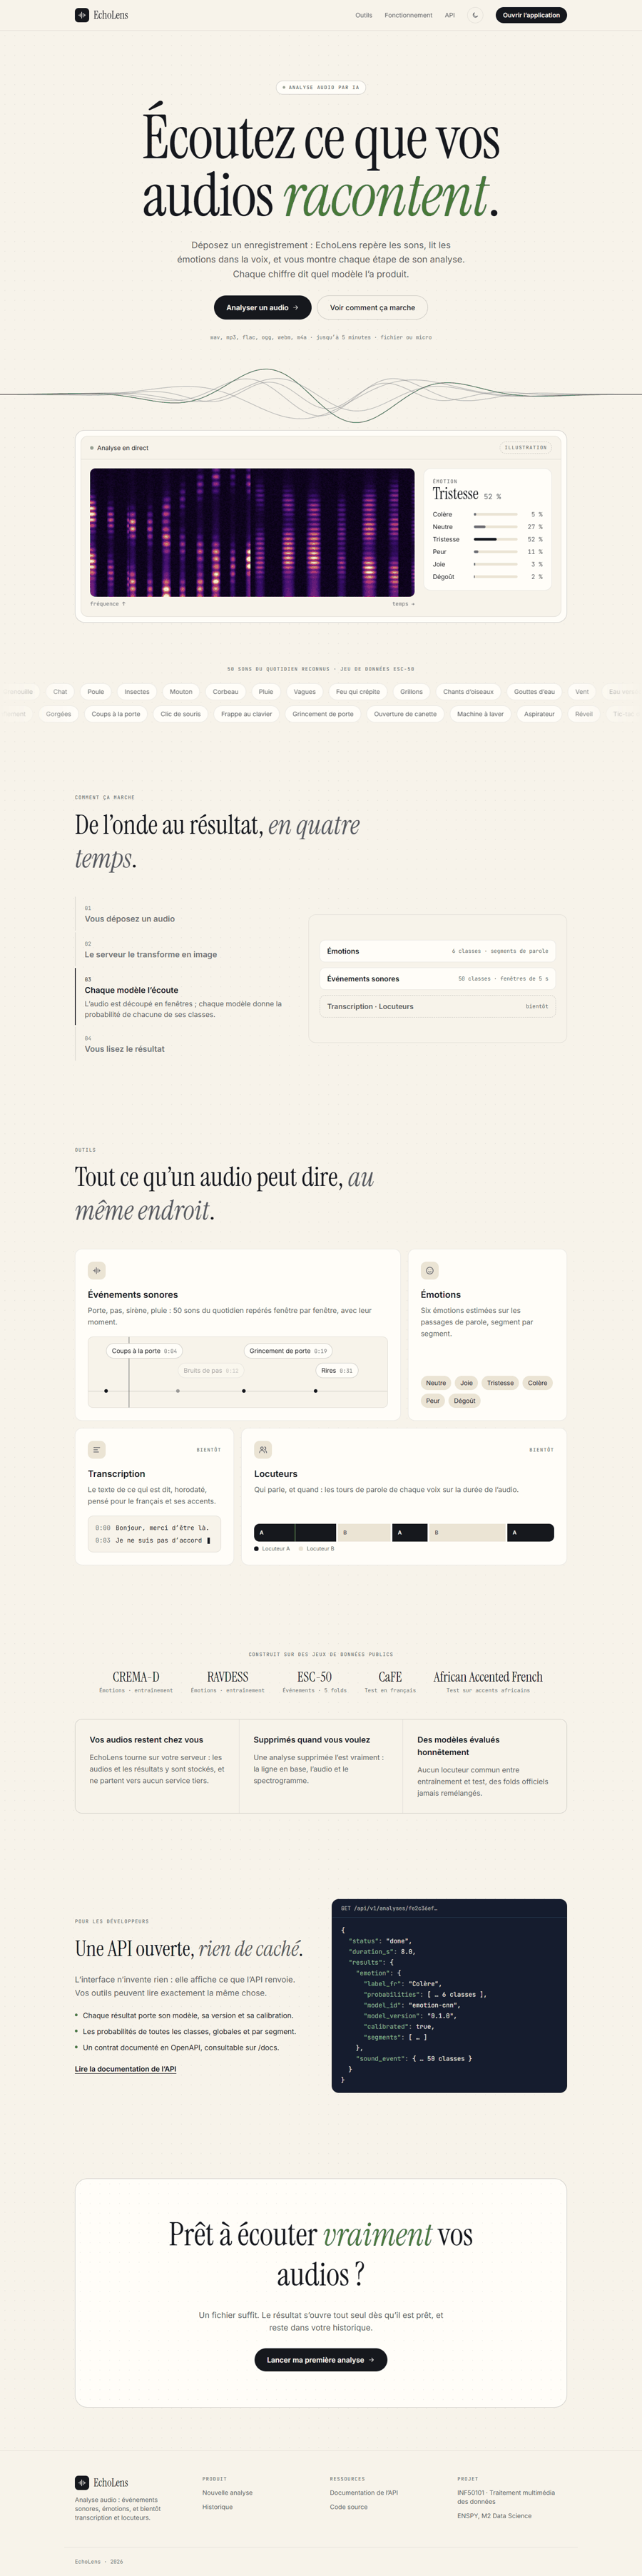 EchoLens
Outils
Fonctionnement
API
Ouvrir l'application
ANALYSE AUDIO PAR IA
Écoutez ce que vos
audios racontent.
Déposez un enregistrement : EchoLens repère les sons, lit les
émotions dans la voix, et vous montre chaque étape de son analyse.
Chaque chiffre dit quel modèle l'a produit.
Analyser un audio →
Voir comment ça marche
wav, mp3, flac, ogg, webm, m4a · jusqu'à 5 minutes · fichier ou micro
Analyse en direct
ILLUSTRATION
ÉMOTION
Tristesse 52 %
Colère 5 %
Neutre 27 %
Tristesse 52 %
Peur 11 %
Joie 3 %
Dégoût 2 %
fréquence ↑
temps →
50 SONS DU QUOTIDIEN RECONNUS · JEU DE DONNÉES ESC-50
Chat
Poule
Insectes
Mouton
Corbeau
Pluie
Vagues
Feu qui crépite
Grillons
Chants d'oiseaux
Gouttes d'eau
Vent
Gorgées
Coups à la porte
Clic de souris
Frappe au clavier
Grincement de porte
Ouverture de canette
Machine à laver
Aspirateur
Réveil
COMMENT ÇA MARCHE
De l'onde au résultat, en quatre
temps.
01
Vous déposez un audio
02
Le serveur le transforme en image
03
Chaque modèle l'écoute
L'audio est découpé en fenêtres ; chaque modèle donne la
probabilité de chacune de ses classes.
04
Vous lisez le résultat
Émotions
6 classes · segments de parole
Événements sonores
50 classes · fenêtres de 5 s
Transcription · Locuteurs
bientôt
OUTILS
Tout ce qu'un audio peut dire, au
même endroit.
Événements sonores
Porte, pas, sirène, pluie : 50 sons du quotidien repérés fenêtre par fenêtre, avec leur
moment.
Coups à la porte 0:04
Grincement de porte 0:19
Bruits de pas 0:12
Rires 0:31
Émotions
Six émotions estimées sur les
passages de parole, segment par
segment.
Neutre
Joie
Tristesse
Colère
Peur
Dégoût
BIENTÔT
Transcription
Le texte de ce qui est dit, horodaté,
pensé pour le français et ses accents.
0:00 Bonjour, merci d'être là.
0:03 Je ne suis pas d'accord
BIENTÔT
Locuteurs
Qui parle, et quand : les tours de parole de chaque voix sur la durée de l'audio.
A
B
A
B
A
Locuteur A
Locuteur B
CONSTRUIT SUR DES JEUX DE DONNÉES PUBLICS
CREMA-D
Émotions · entraînement
RAVDESS
Émotions · entraînement
ESC-50
Événements · 5 folds
CaFE
Test en français
African Accented French
Test sur accents africains
Vos audios restent chez vous
EchoLens tourne sur votre serveur : les
audios et les résultats y sont stockés, et
ne partent vers aucun service tiers.
Supprimés quand vous voulez
Une analyse supprimée l'est vraiment :
la ligne en base, l'audio et le
spectrogramme.
Des modèles évalués
honnêtement
Aucun locuteur commun entre
entraînement et test, des folds officiels
jamais remélangés.
POUR LES DÉVELOPPEURS
Une API ouverte, rien de caché.
L'interface n'invente rien : elle affiche ce que l'API renvoie.
Vos outils peuvent lire exactement la même chose.
Chaque résultat porte son modèle, sa version et sa calibration.
Les probabilités de toutes les classes, globales et par segment.
Un contrat documenté en OpenAPI, consultable sur /docs.
Lire la documentation de l'API
GET /api/v1/analyses/fe2c36ef…
{
"status": "done",
"duration_s": 8.0,
"results": {
"emotion": {
"label_fr": "Colère",
"probabilities": [ … 6 classes ],
"model_id": "emotion-cnn",
"model_version": "0.1.0",
"calibrated": true,
"segments": [ … ]
},
"sound_event": { … 50 classes }
}
}
Prêt à écouter vraiment vos
audios ?
Un fichier suffit. Le résultat s'ouvre tout seul dès qu'il est prêt, et
reste dans votre historique.
Lancer ma première analyse →
EchoLens
Analyse audio : événements
sonores, émotions, et bientôt
transcription et locuteurs.
PRODUIT
Nouvelle analyse
Historique
RESSOURCES
Documentation de l'API
Code source
PROJET
INF50101 · Traitement multimédia
des données
ENSPY, M2 Data Science
EchoLens · 2026